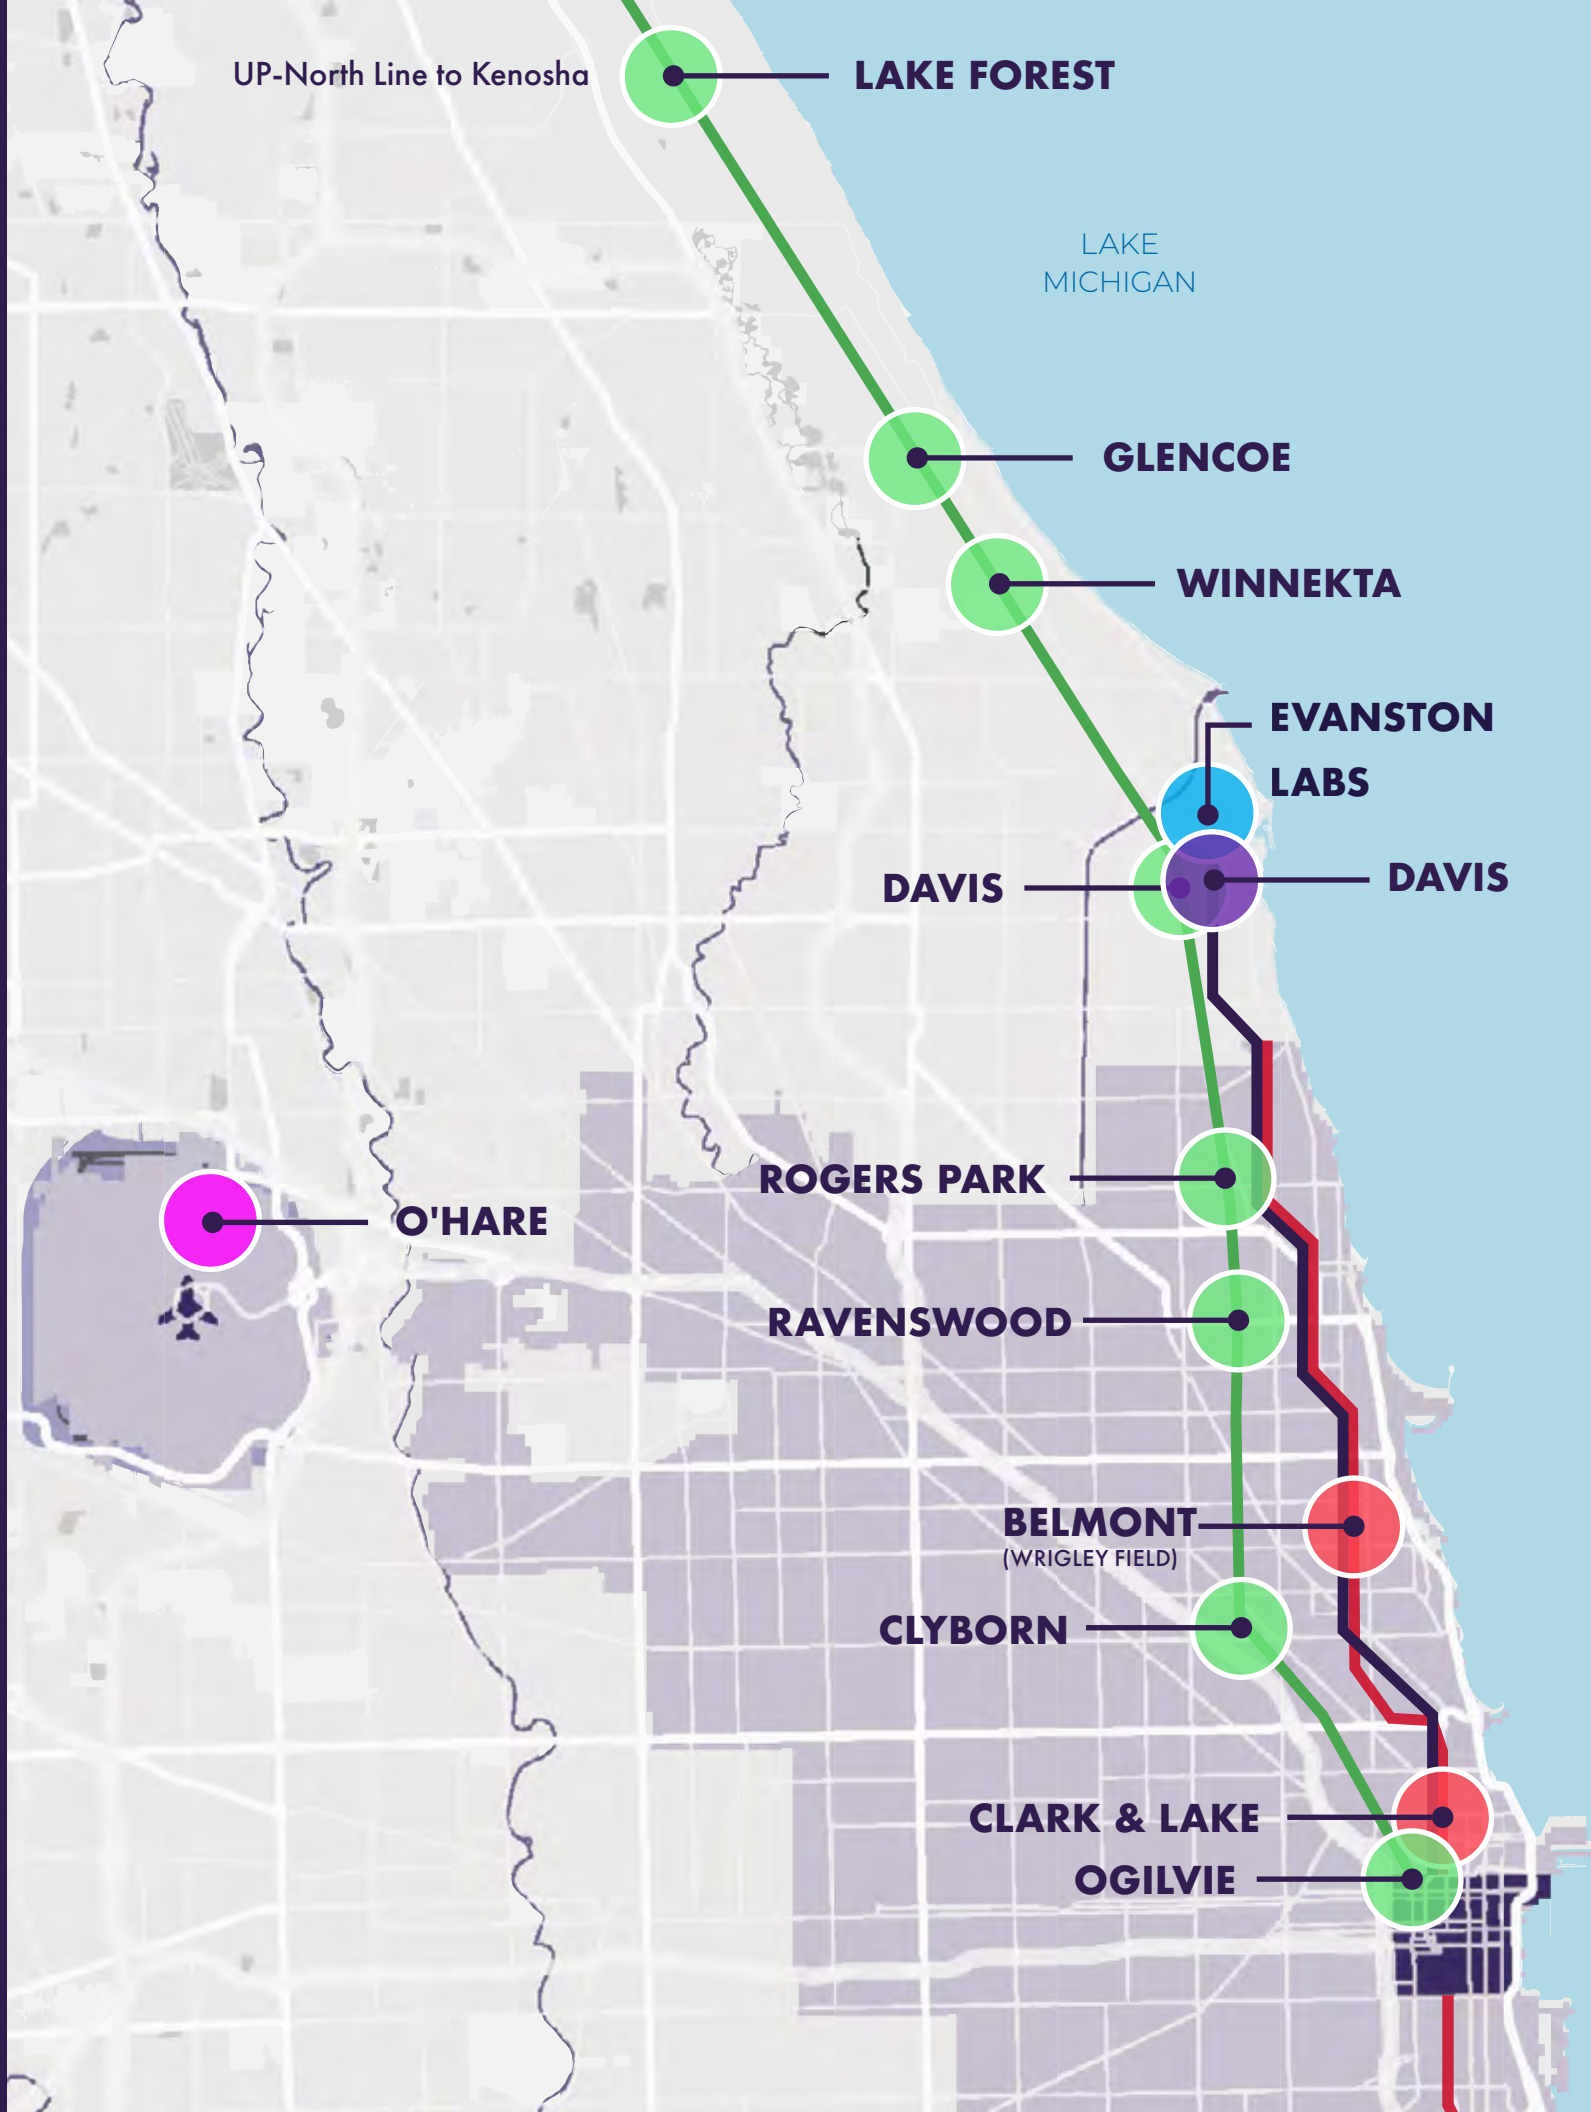 UP-North Line to Kenosha
LAKE FOREST
LAKE
MICHIGAN
GLENCOE
WINNEKTA
EVANSTON
LABS
DAVIS
DAVIS
ROGERS PARK
O'HARE
RAVENSWOOD
BELMONT
(WRIGLEY FIELD)
CLYBORN
CLARK & LAKE
OGILVIE